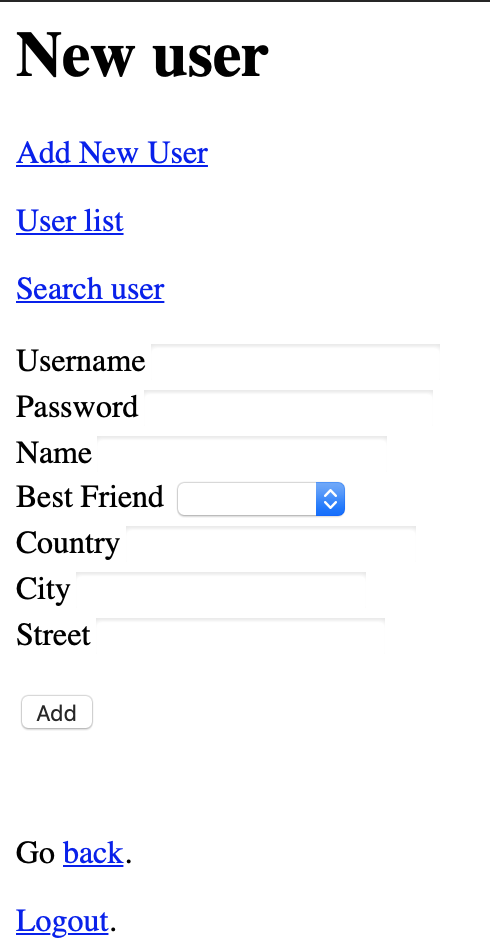 New user
Add New User
User list
Search user
Username
Password
Name
Best Friend
Country
City
Street
Add
Go back.
Logout.